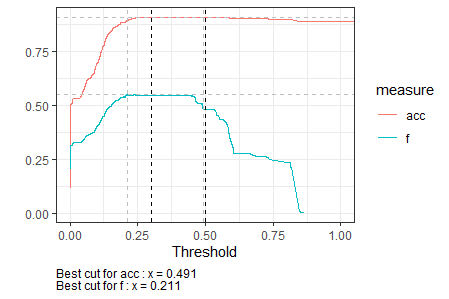 measure
acc
f
0.75
0.50
0.25
0.00
0.00 0.25 0.50 0.75 1.00
Threshold
Best cut for acc : x = 0.491
Best cut for f : x = 0.211